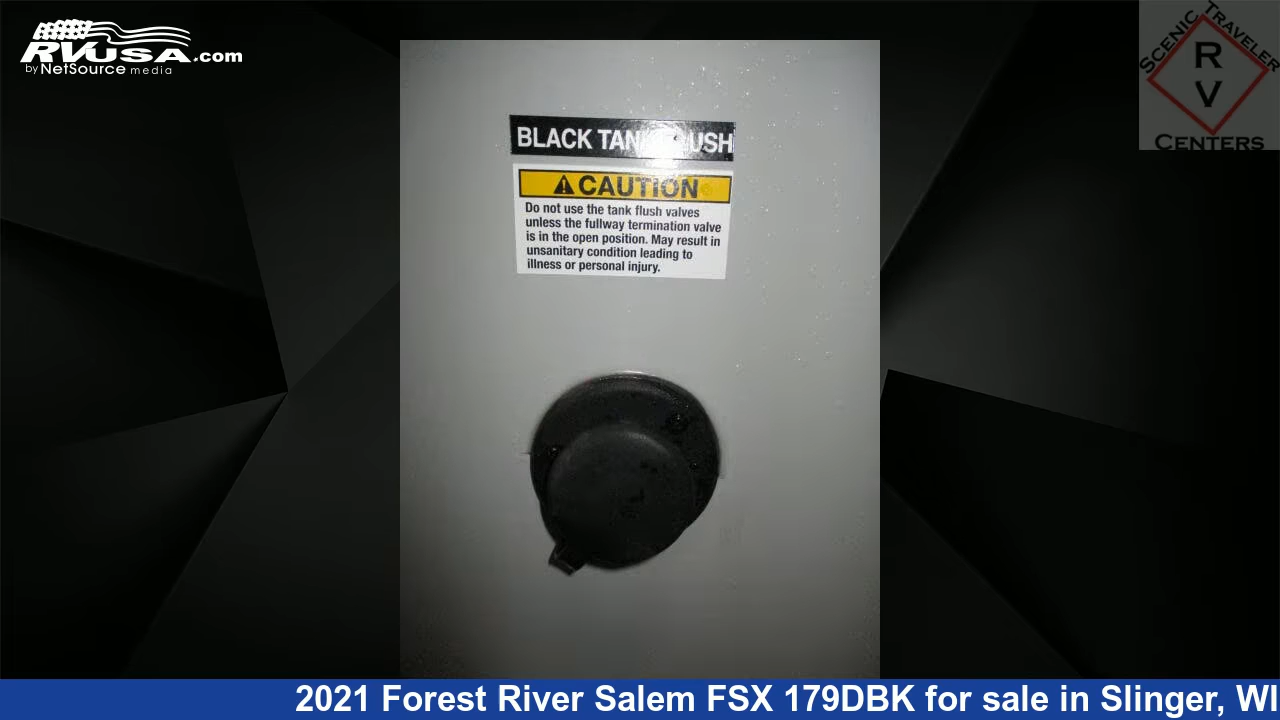 RVUSA.com
by NetSource media
SCENIC TRAVELER
R
V
CENTERS
BLACK TANK FLUSH
CAUTION
Do not use the tank flush valves
unless the fullway termination valve
is in the open position. May result in
unsanitary condition leading to
illness or personal injury.
2021 Forest River Salem FSX 179DBK for sale in Slinger, WI